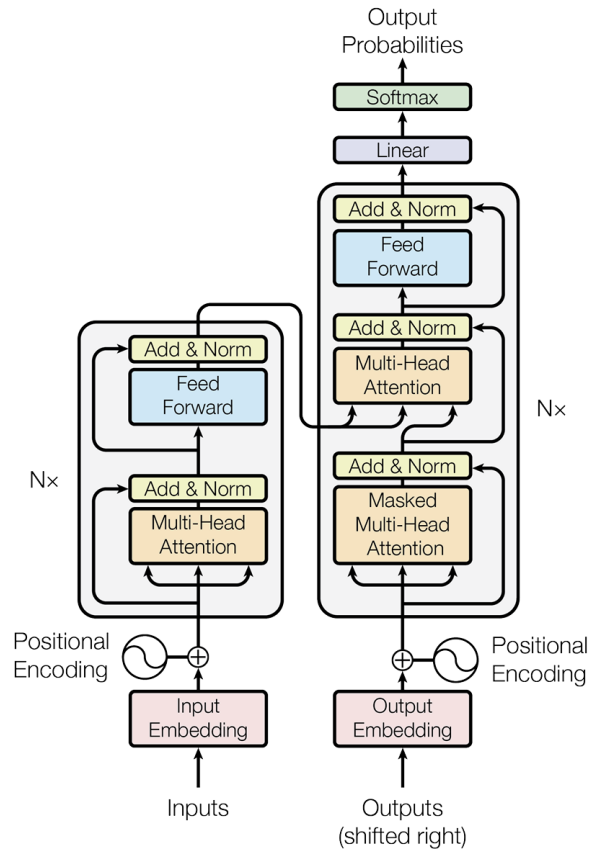 Output
Probabilities
Softmax
Linear
Add & Norm
Feed
Forward
Add & Norm
Multi-Head
Attention
Add & Norm
Masked
Multi-Head
Attention
Nx
Add & Norm
Feed
Forward
Add & Norm
Multi-Head
Attention
Nx
Positional
Encoding
Positional
Encoding
Input
Embedding
Output
Embedding
Inputs
Outputs
(shifted right)